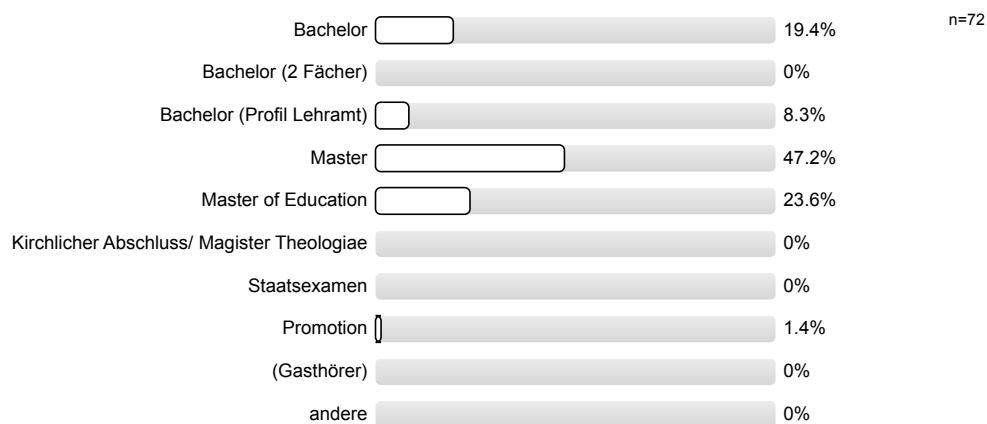 n=72
Bachelor 19.4%
Bachelor (2 Fächer) 0%
Bachelor (Profil Lehramt) 8.3%
Master 47.2%
Master of Education 23.6%
Kirchlicher Abschluss/ Magister Theologiae 0%
Staatsexamen 0%
Promotion 1.4%
(Gasthörer) 0%
andere 0%